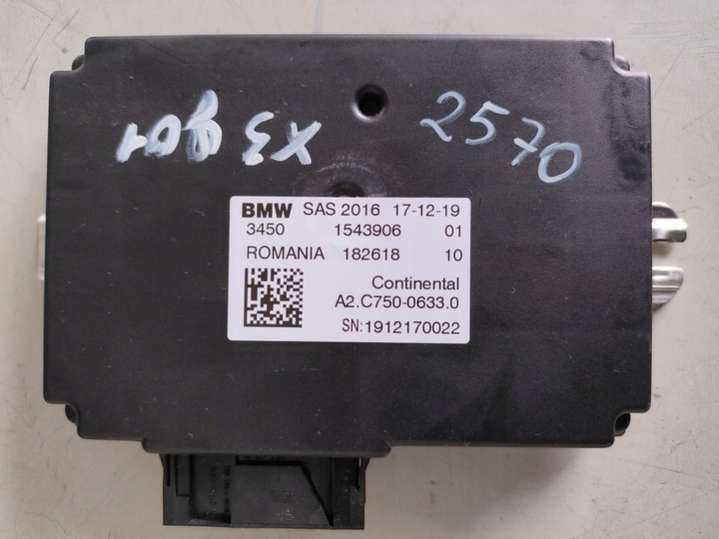 2570
X3 g01
BMW SAS 2016 17-12-19
3450 1543906 01
ROMANIA 182618 10
Continental
A2.C750-0633.0
SN:1912170022